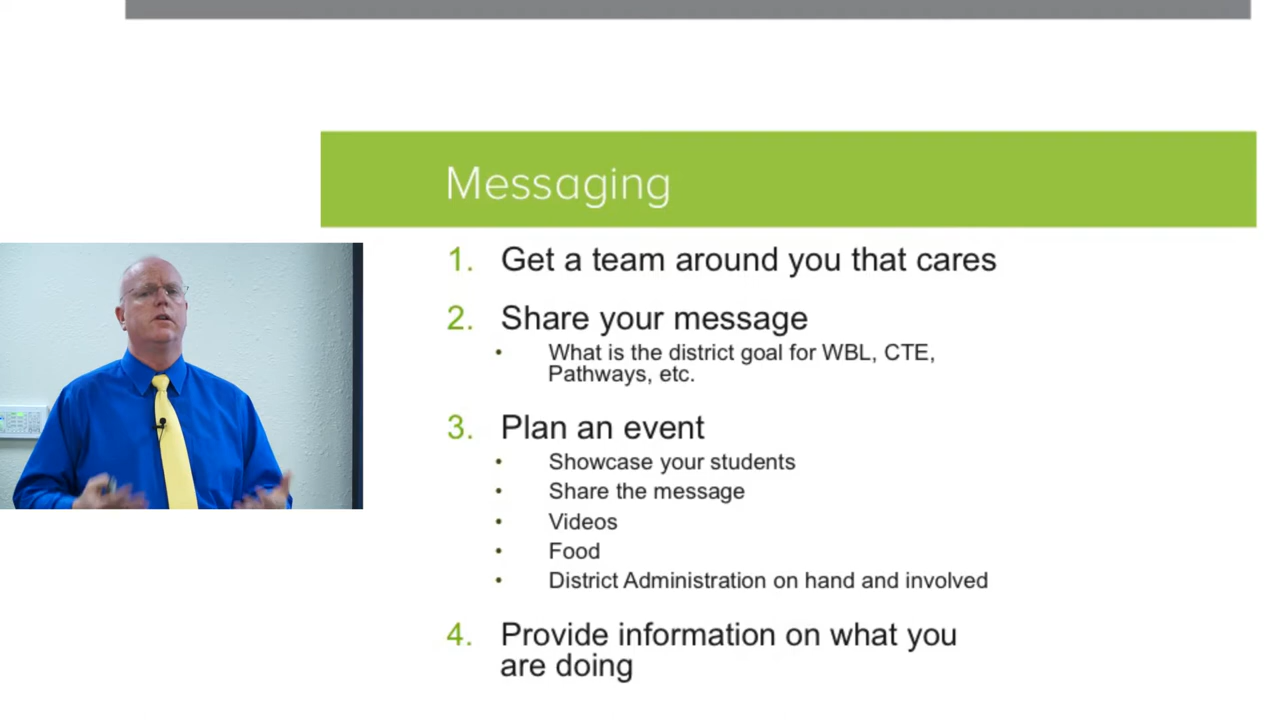 Messaging
1. Get a team around you that cares
2. Share your message
• What is the district goal for WBL, CTE,
Pathways, etc.
3. Plan an event
• Showcase your students
• Share the message
• Videos
• Food
• District Administration on hand and involved
4. Provide information on what you
are doing